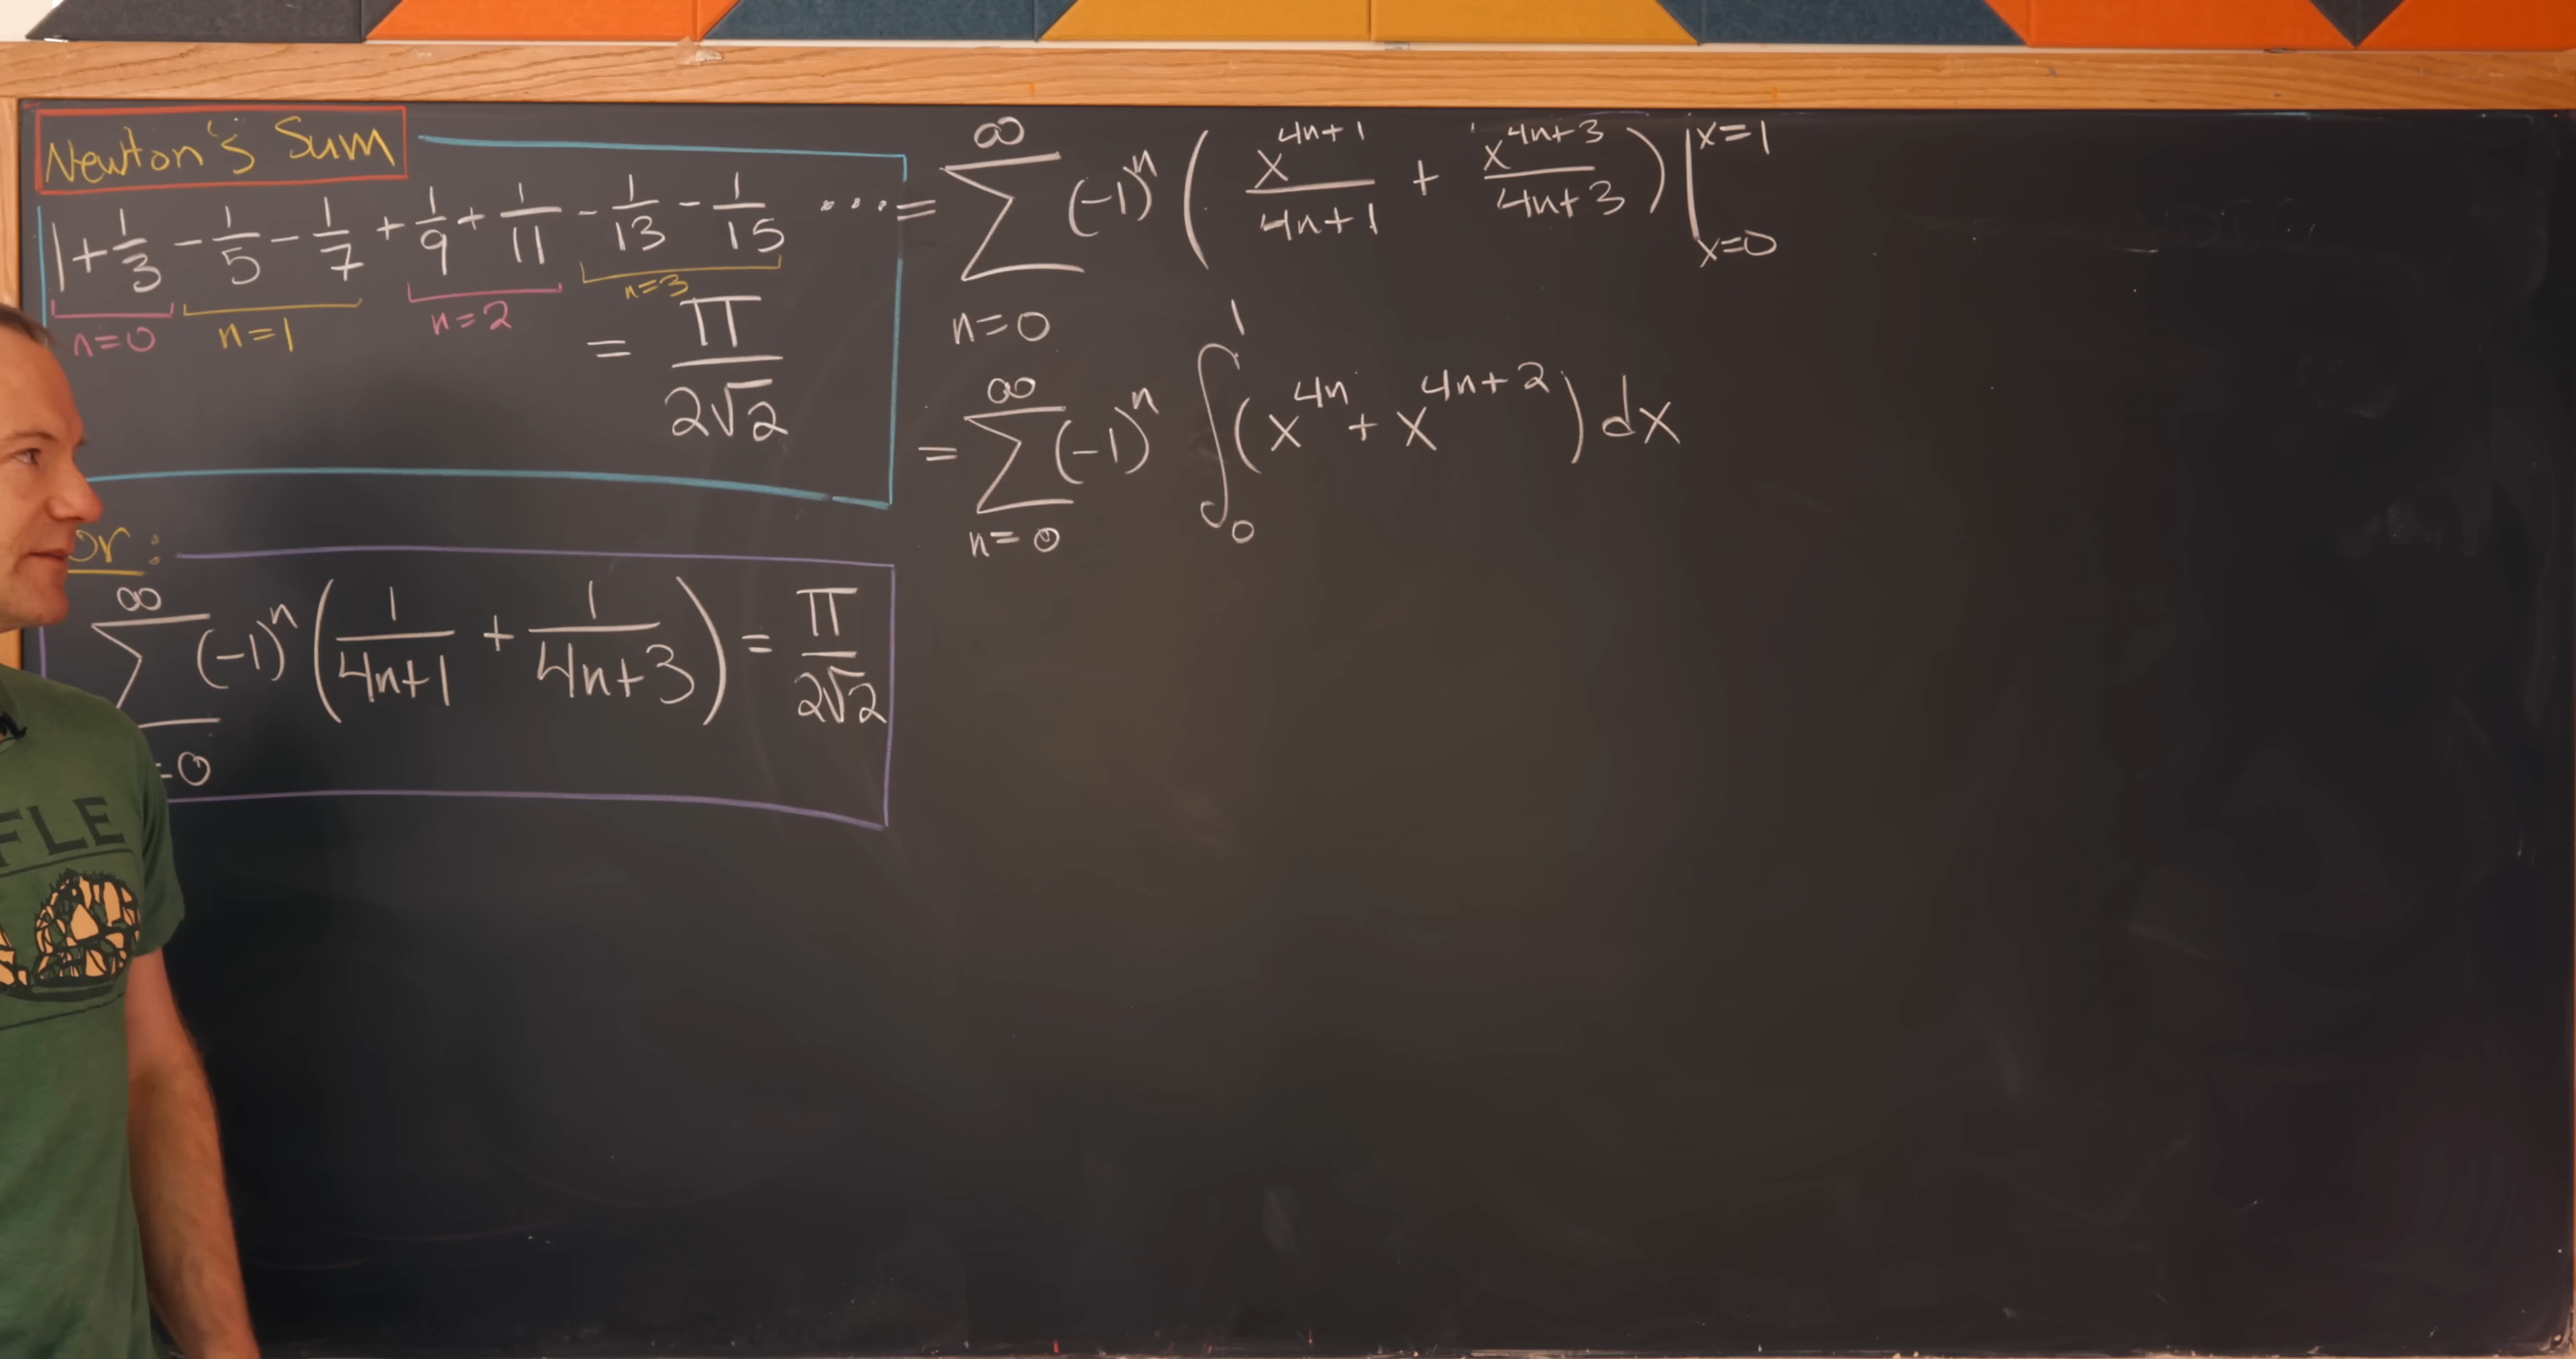 Newton's Sum
1 + 1/3 - 1/5 - 1/7 + 1/9 + 1/11 - 1/13 - 1/15 ...
n=0 n=1 n=2 n=3
= π/(2√2)
or:
∞ ∑ =0 (-1)^n (1/(4n+1) + 1/(4n+3)) = π/(2√2)
= ∑_{n=0}^{∞} (-1)^n (x^{4n+1}/(4n+1) + x^{4n+3}/(4n+3)) |_{x=0}^{x=1}
= ∑_{n=0}^{∞} (-1)^n ∫_0^1 (x^{4n} + x^{4n+2}) dx
FLE